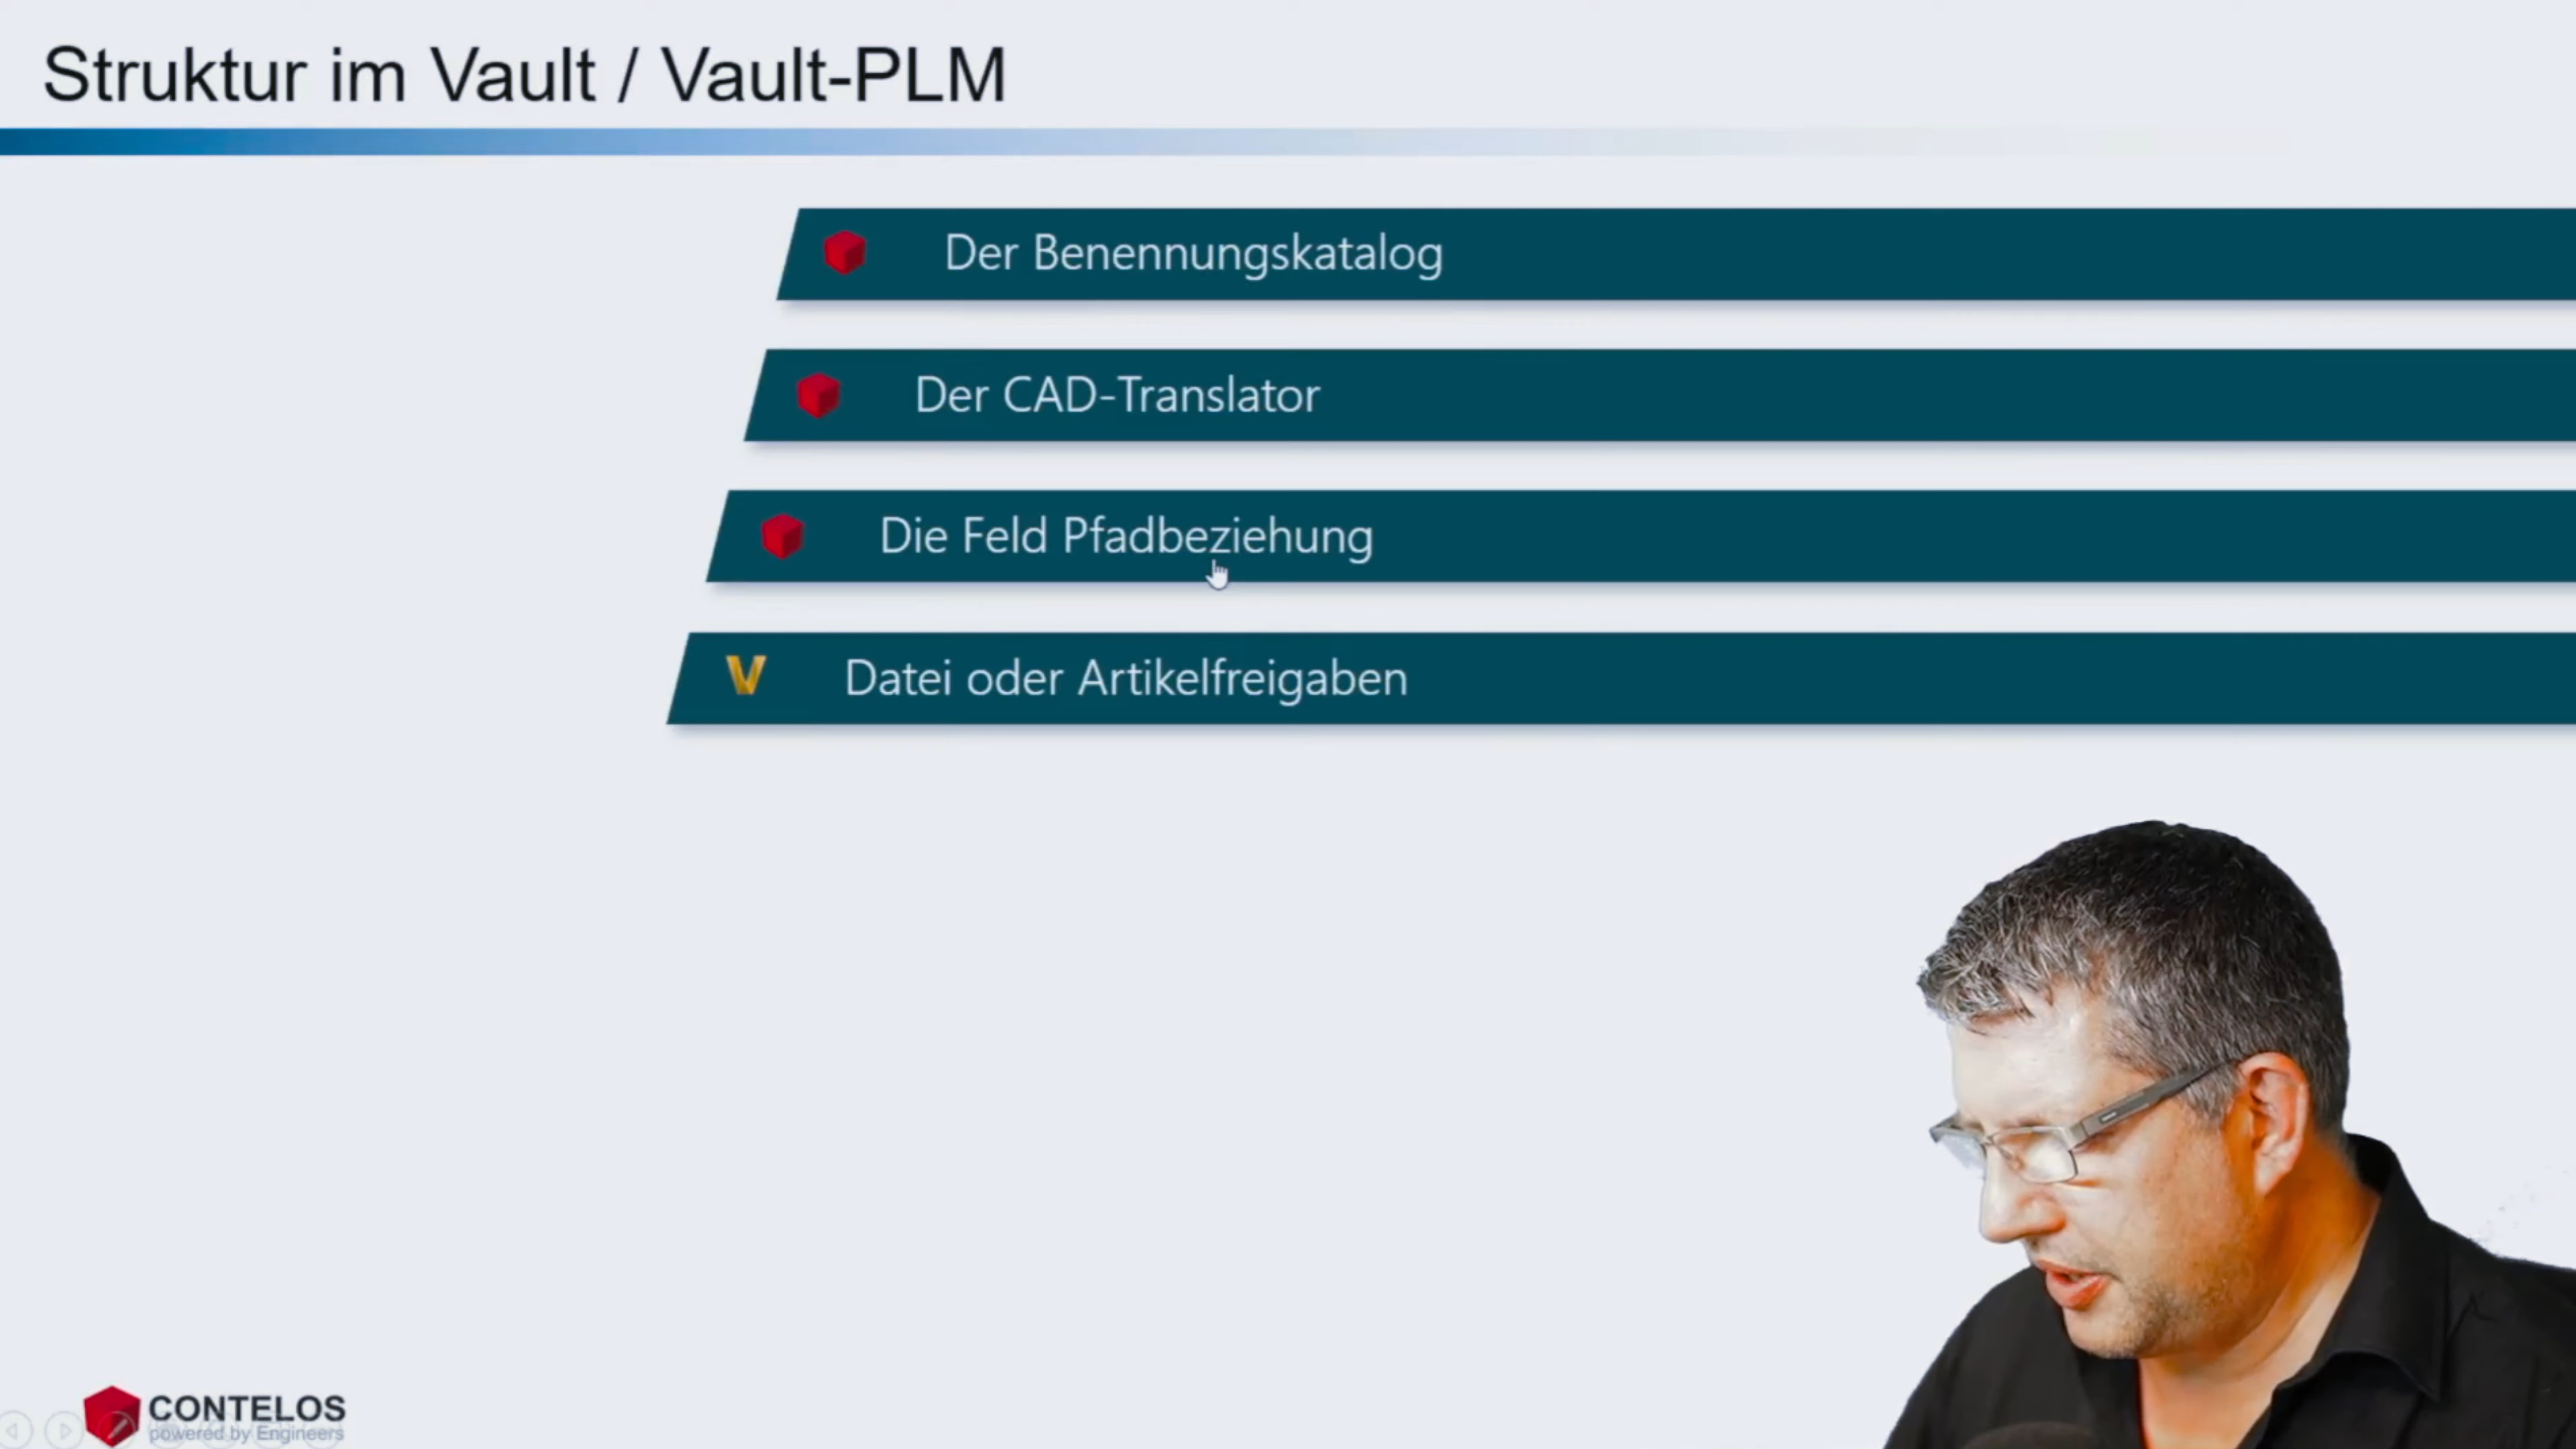 Struktur im Vault / Vault-PLM
Der Benennungskatalog
Der CAD-Translator
Die Feld Pfadbeziehung
Datei oder Artikelfreigaben
CONTELOS
powered by Engineers